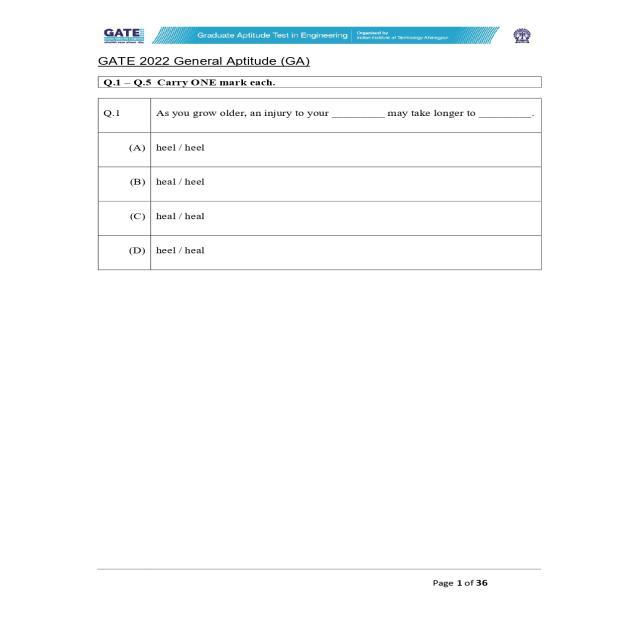 GATE
Graduate Aptitude Test in Engineering
Organised by
Indian Institute of Technology Kharagpur
GATE 2022 General Aptitude (GA)
Q.1 – Q.5 Carry ONE mark each.
Q.1 As you grow older, an injury to your __________ may take longer to __________.
(A) heel / heel
(B) heal / heel
(C) heal / heal
(D) heel / heal
Page 1 of 36